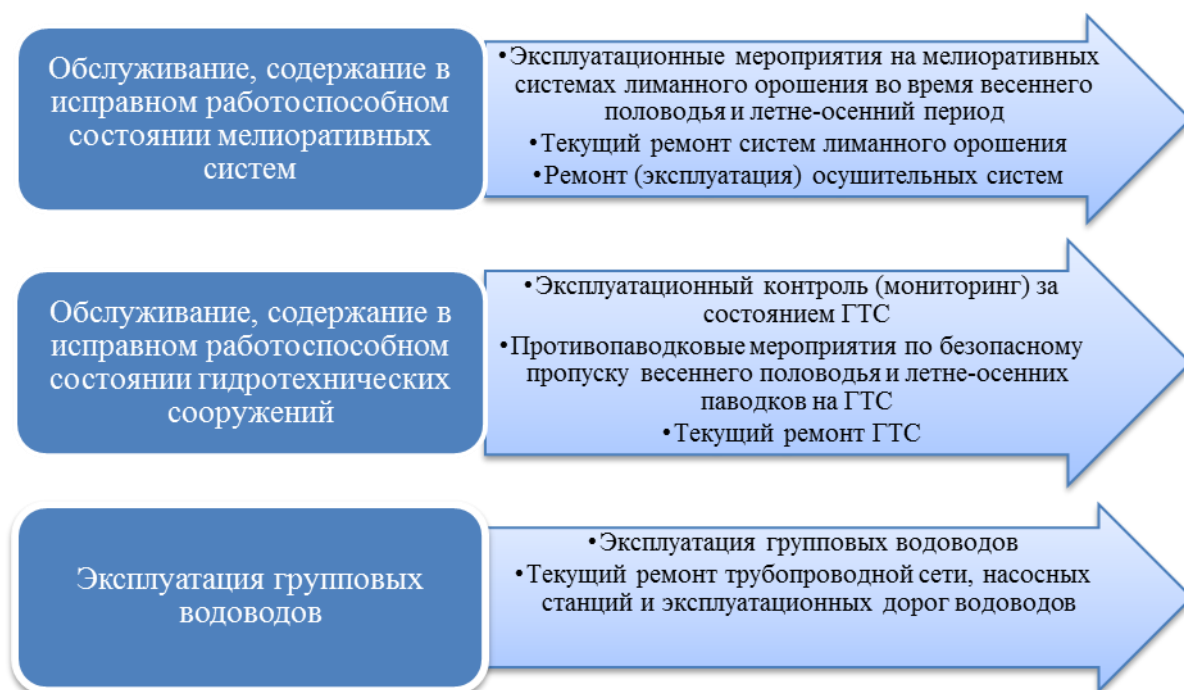 Обслуживание, содержание в
исправном работоспособном
состоянии мелиоративных
систем
•Эксплуатационные мероприятия на мелиоративных
системах лиманного орошения во время весеннего
половодья и летне-осенний период
•Текущий ремонт систем лиманного орошения
•Ремонт (эксплуатация) осушительных систем
Обслуживание, содержание в
исправном работоспособном
состоянии гидротехнических
сооружений
•Эксплуатационный контроль (мониторинг) за
состоянием ГТС
•Противопаводковые мероприятия по безопасному
пропуску весеннего половодья и летне-осенних
паводков на ГТС
•Текущий ремонт ГТС
Эксплуатация групповых
водоводов
•Эксплуатация групповых водоводов
•Текущий ремонт трубопроводной сети, насосных
станций и эксплуатационных дорог водоводов